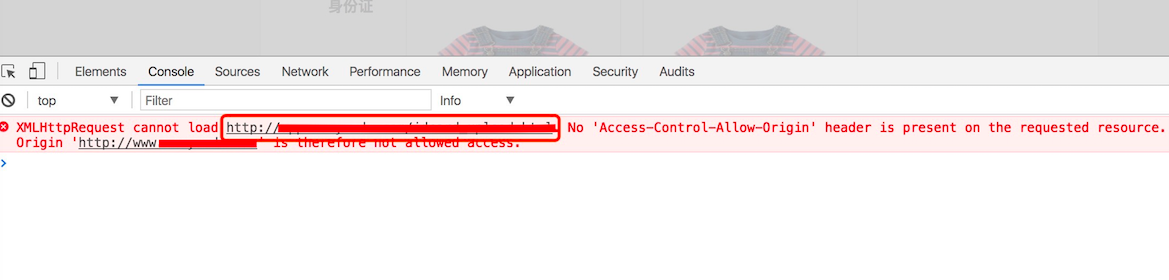 身份证
Elements Console Sources Network Performance Memory Application Security Audits
top Filter Info
XMLHttpRequest cannot load http:// No 'Access-Control-Allow-Origin' header is present on the requested resource.
Origin 'http://www. ' is therefore not allowed access.